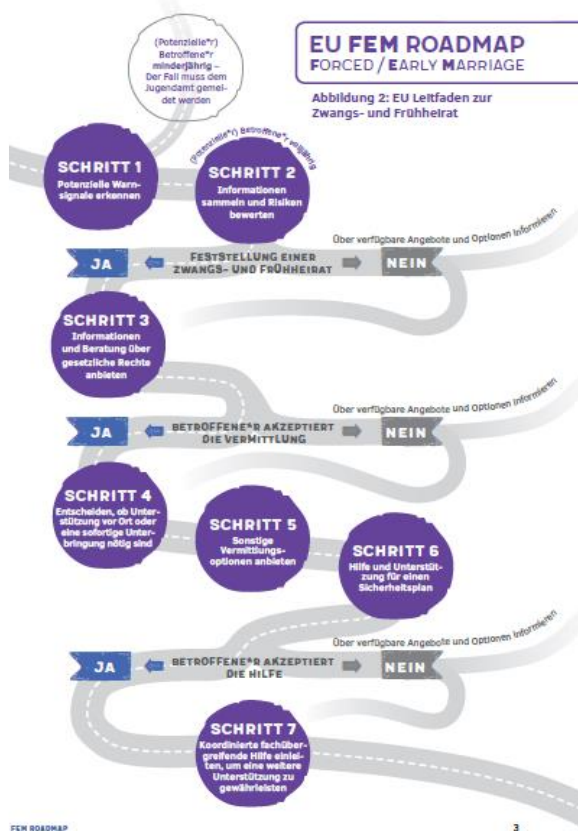 (Potenzielle*r)
Betroffene*r
minderjährig –
Der Fall muss dem
Jugendamt gemel-
det werden
EU FEM ROADMAP
FORCED / EARLY MARRIAGE
Abbildung 2: EU Leitfaden zur
Zwangs- und Frühheirat
SCHRITT 1
Potenzielle Warn-
signale erkennen
(Potenzielle*r) Betroffene*r volljährig
SCHRITT 2
Informationen
sammeln und Risiken
bewerten
Über verfügbare Angebote und Optionen Informieren
JA
FESTSTELLUNG EINER
ZWANGS- UND FRÜHHEIRAT
NEIN
SCHRITT 3
Informationen
und Beratung über
gesetzliche Rechte
anbieten
Über verfügbare Angebote und Optionen Informieren
JA
BETROFFENE*R AKZEPTIERT
DIE VERMITTLUNG
NEIN
SCHRITT 4
Entscheiden, ob Unter-
stützung vor Ort oder
eine sofortige Unter-
bringung nötig sind
SCHRITT 5
Sonstige
Vermittlungs-
optionen anbieten
SCHRITT 6
Hilfe und Unterstüt-
zung für einen
Sicherheitsplan
Über verfügbare Angebote und Optionen Informieren
JA
BETROFFENE*R AKZEPTIERT
DIE HILFE
NEIN
SCHRITT 7
Koordinierte fachüber-
greifende Hilfe einlei-
ten, um eine weitere
Unterstützung zu
gewährleisten
FEM ROADMAP
3